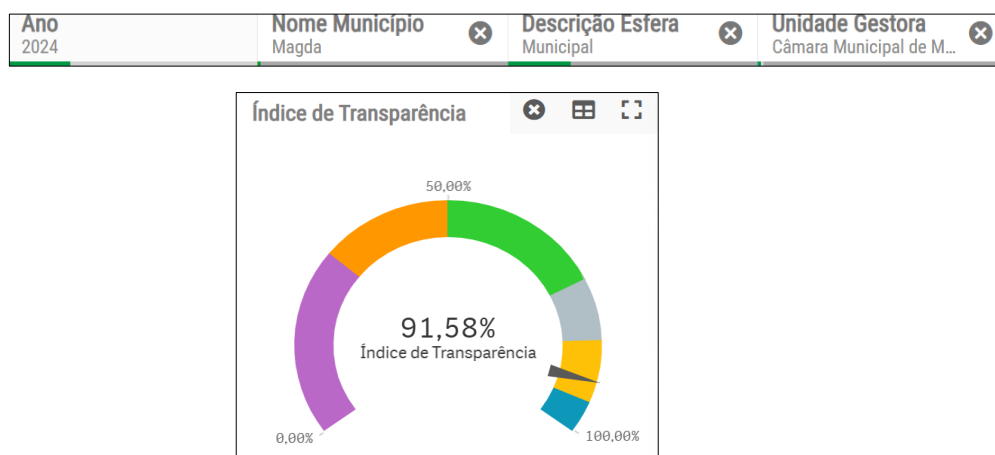 Ano
2024
Nome Município
Magda
Descrição Esfera
Municipal
Unidade Gestora
Câmara Municipal de M...
Índice de Transparência
50,00%
91,58%
Índice de Transparência
0,00%
100,00%